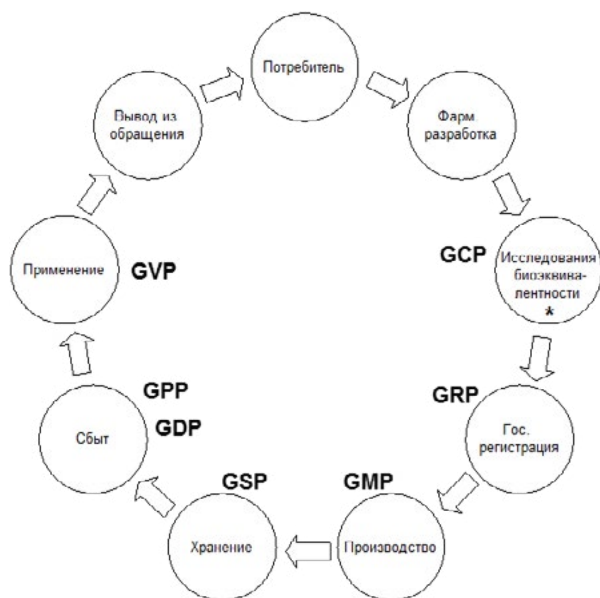 Потребитель
Фарм.
разработка
GCP
Исследования
биоэквива-
лентности
*
GRP
Гос.
регистрация
GMP
Производство
GSP
Хранение
GPP
GDP
Сбыт
GVP
Применение
Вывод из
обращения